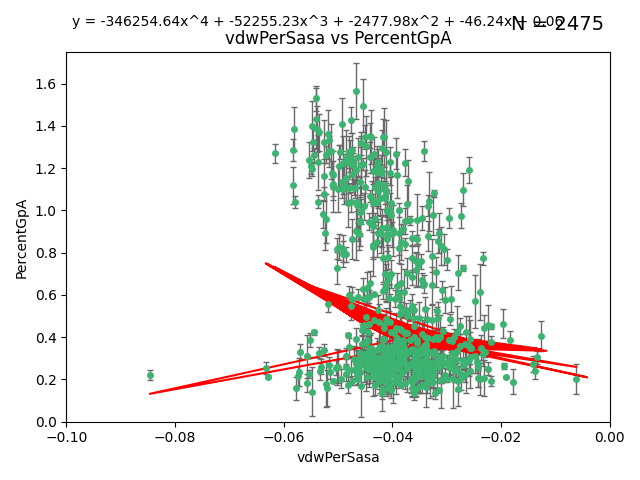 y = -346254.64x^4 + -52255.23x^3 + -2477.98x^2 + -46.24x + 0.06
N = 2475
vdwPerSasa vs PercentGpA
PercentGpA
1.6
1.4
1.2
1.0
0.8
0.6
0.4
0.2
0.0
−0.10 −0.08 −0.06 −0.04 −0.02 0.00
vdwPerSasa